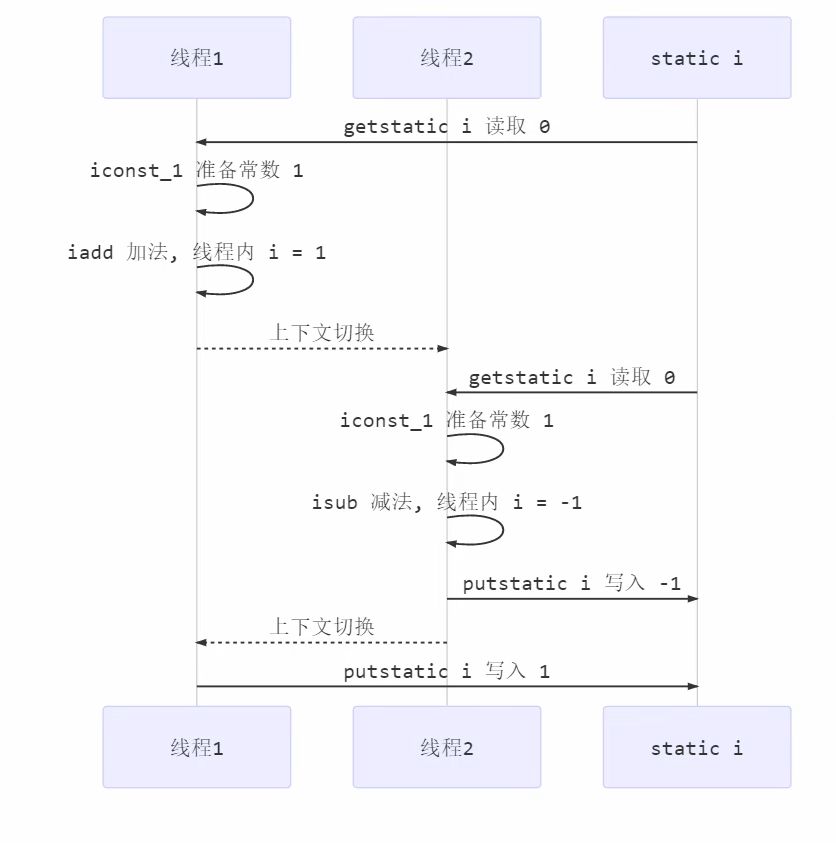 线程1
线程2
static i
getstatic i 读取 0
iconst_1 准备常数 1
iadd 加法, 线程内 i = 1
上下文切换
getstatic i 读取 0
iconst_1 准备常数 1
isub 减法, 线程内 i = -1
putstatic i 写入 -1
上下文切换
putstatic i 写入 1
线程1
线程2
static i